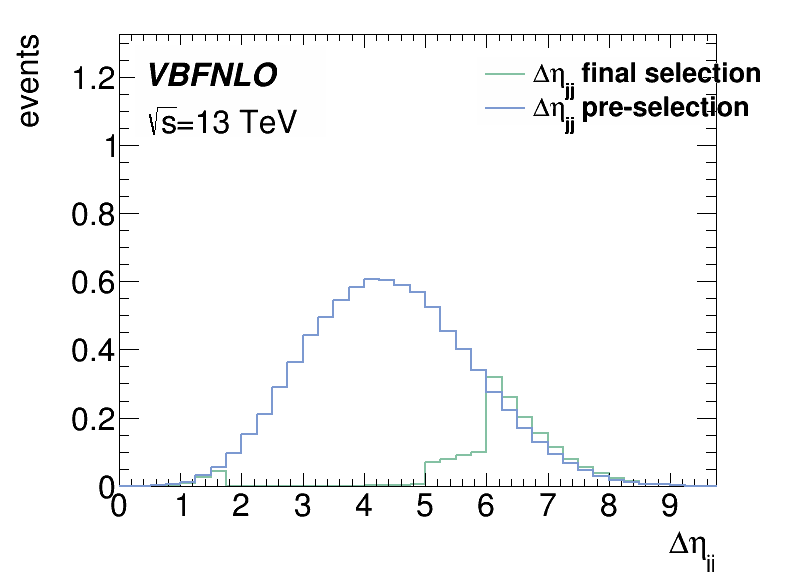 events
VBFNLO
√s=13 TeV
Δηjj final selection
Δηjj pre-selection
1.2
1
0.8
0.6
0.4
0.2
0
0 1 2 3 4 5 6 7 8 9
Δηjj